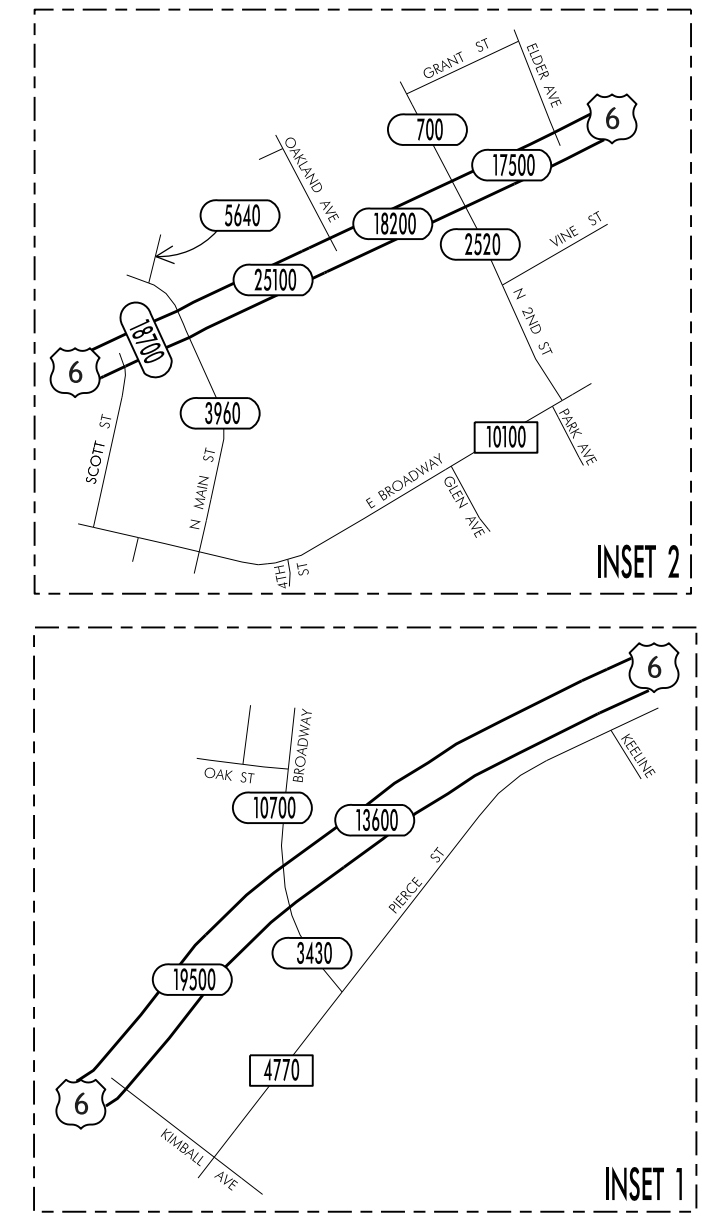 GRANT ST
ELDER AVE
6
700
OAKLAND AVE
17500
5640
18200
2520
VINE ST
25100
N 2ND ST
18700
6
3960
SCOTT ST
N MAIN ST
10100
PARK AVE
E BROADWAY
GLEN AVE
4TH ST
INSET 2
6
BROADWAY
KEELINE
OAK ST
10700
13600
PIERCE ST
3430
19500
4770
6
KIMBALL AVE
INSET 1